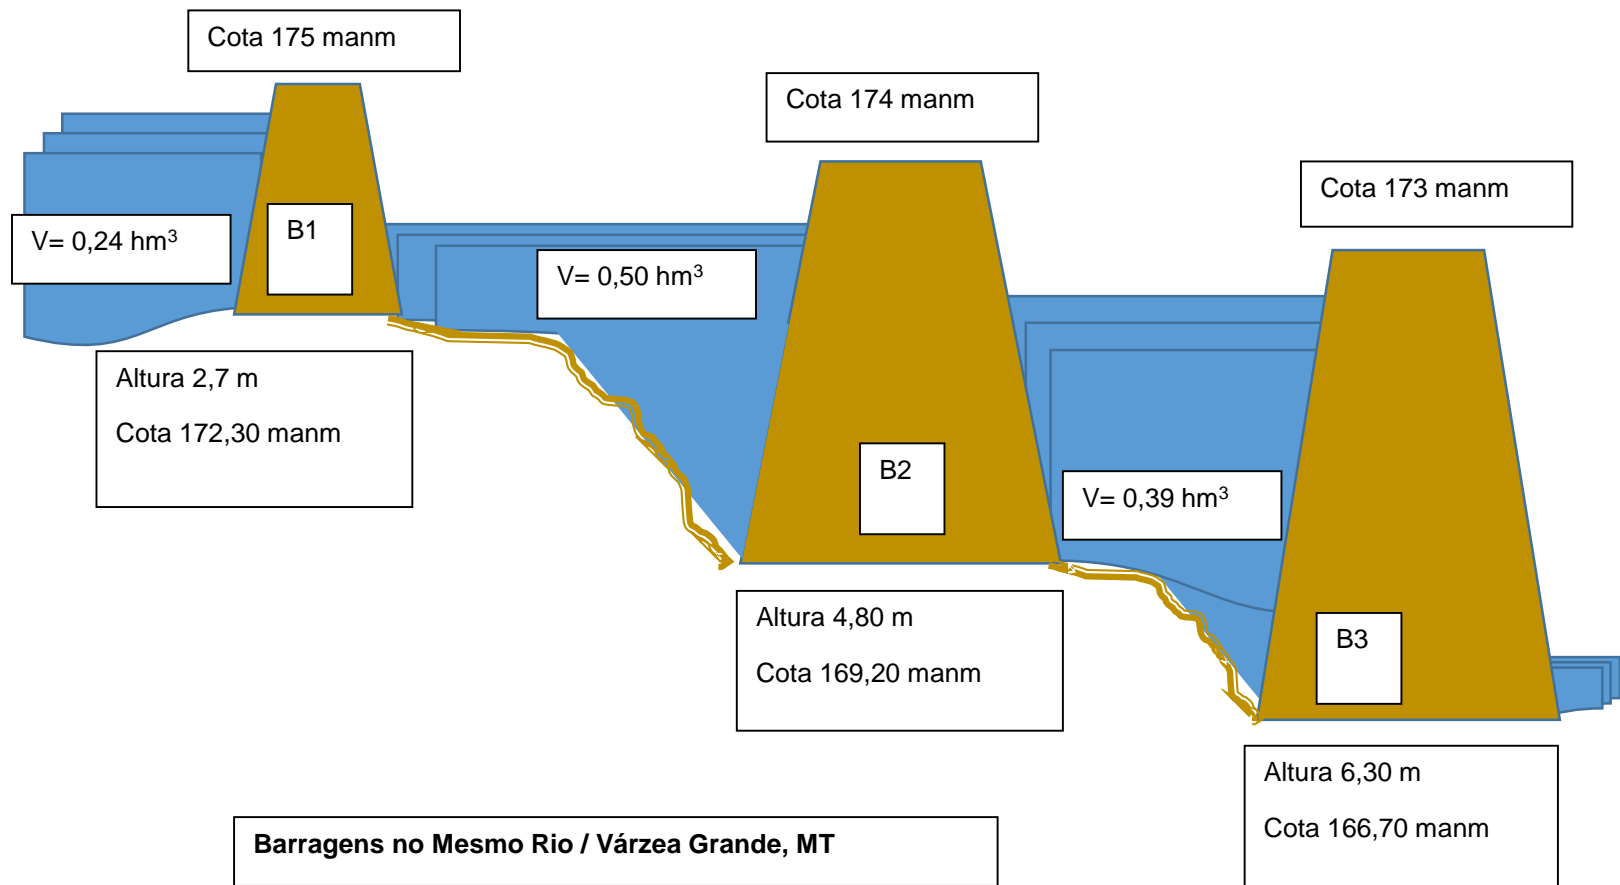 Cota 175 manm
Cota 174 manm
Cota 173 manm
V= 0,24 hm³
B1
V= 0,50 hm³
Altura 2,7 m
Cota 172,30 manm
B2
V= 0,39 hm³
Altura 4,80 m
Cota 169,20 manm
B3
Altura 6,30 m
Cota 166,70 manm
Barragens no Mesmo Rio / Várzea Grande, MT